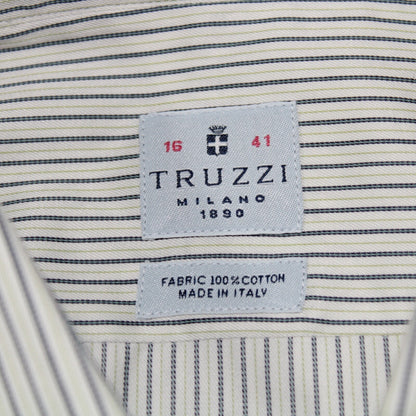 16 41
TRUZZI
MILANO
1890
FABRIC 100% COTTON
MADE IN ITALY